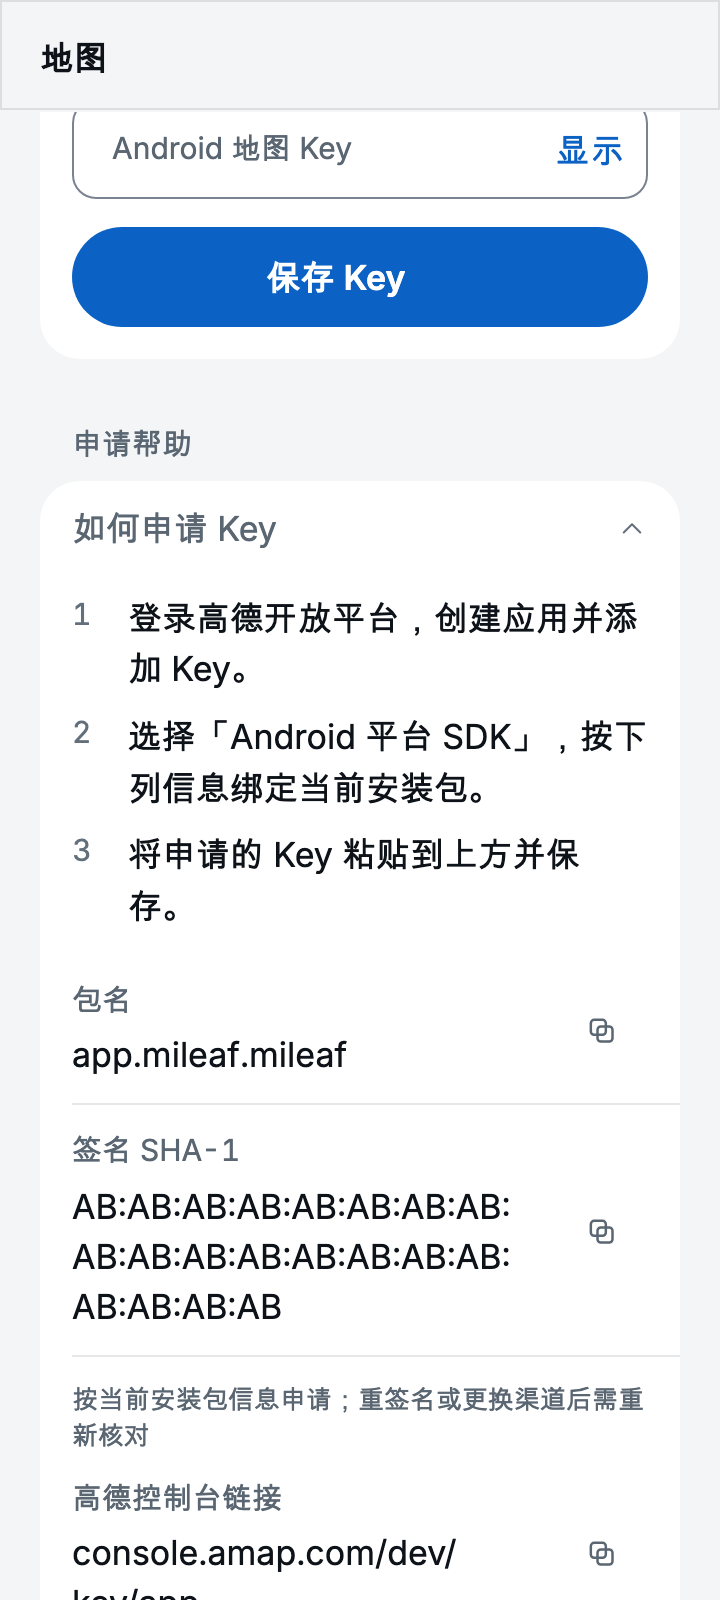 地图
Android 地图 Key
显示
保存 Key
申请帮助
如何申请 Key
1 登录高德开放平台，创建应用并添
加 Key。
2 选择「Android 平台 SDK」，按下
列信息绑定当前安装包。
3 将申请的 Key 粘贴到上方并保
存。
包名
app.mileaf.mileaf
签名 SHA-1
AB:AB:AB:AB:AB:AB:AB:AB:
AB:AB:AB:AB:AB:AB:AB:AB:
AB:AB:AB:AB
按当前安装包信息申请；重签名或更换渠道后需重
新核对
高德控制台链接
console.amap.com/dev/
key/app